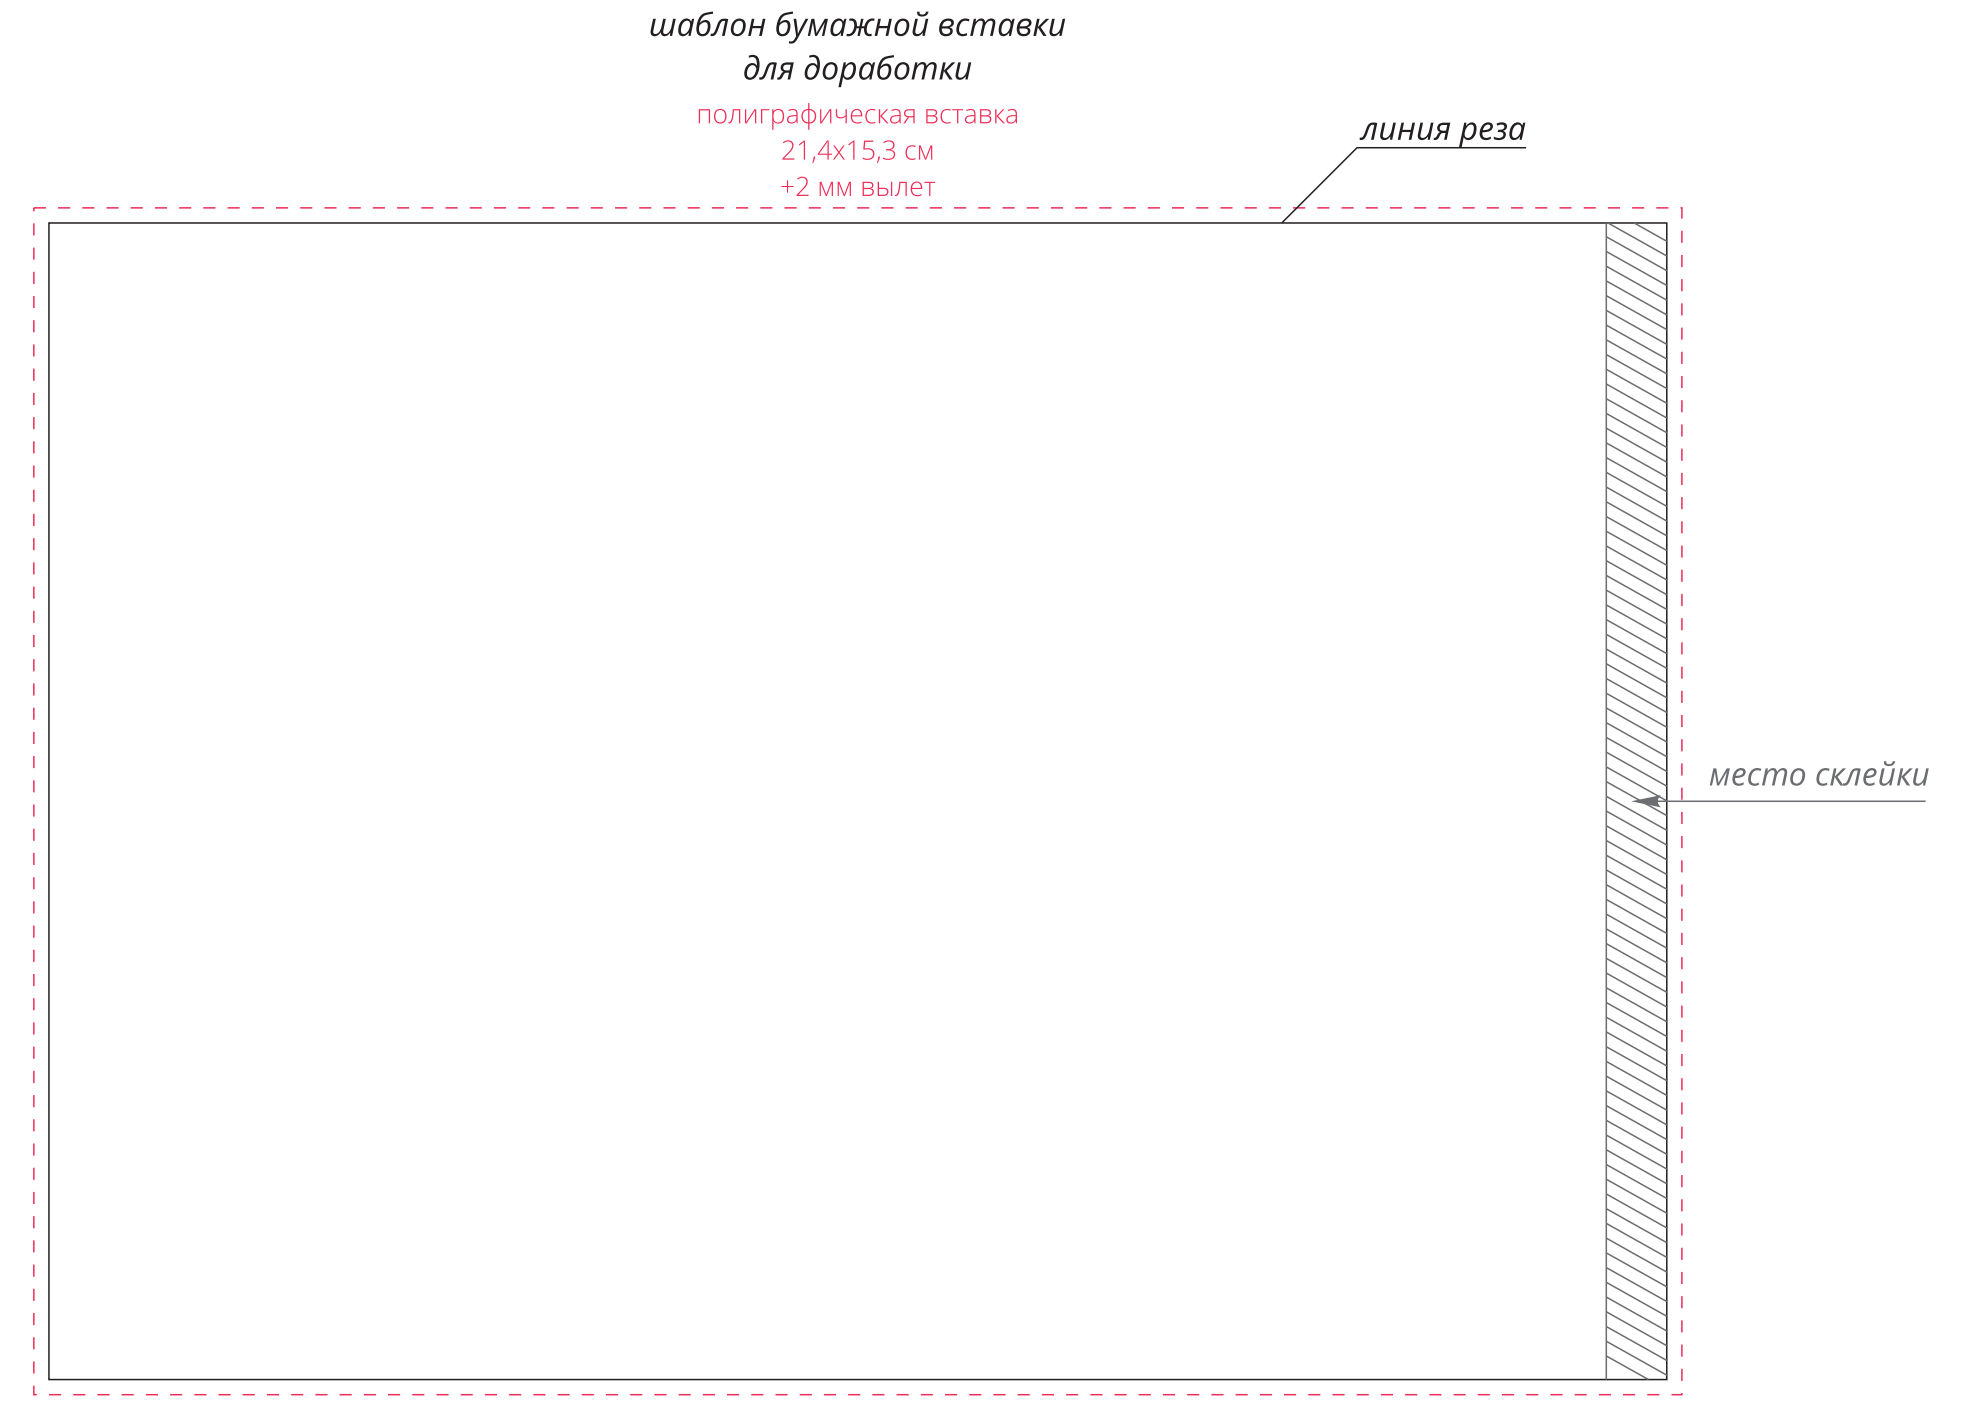 шаблон бумажной вставки
для доработки
полиграфическая вставка
21,4х15,3 см
+2 мм вылет
линия реза
место склейки